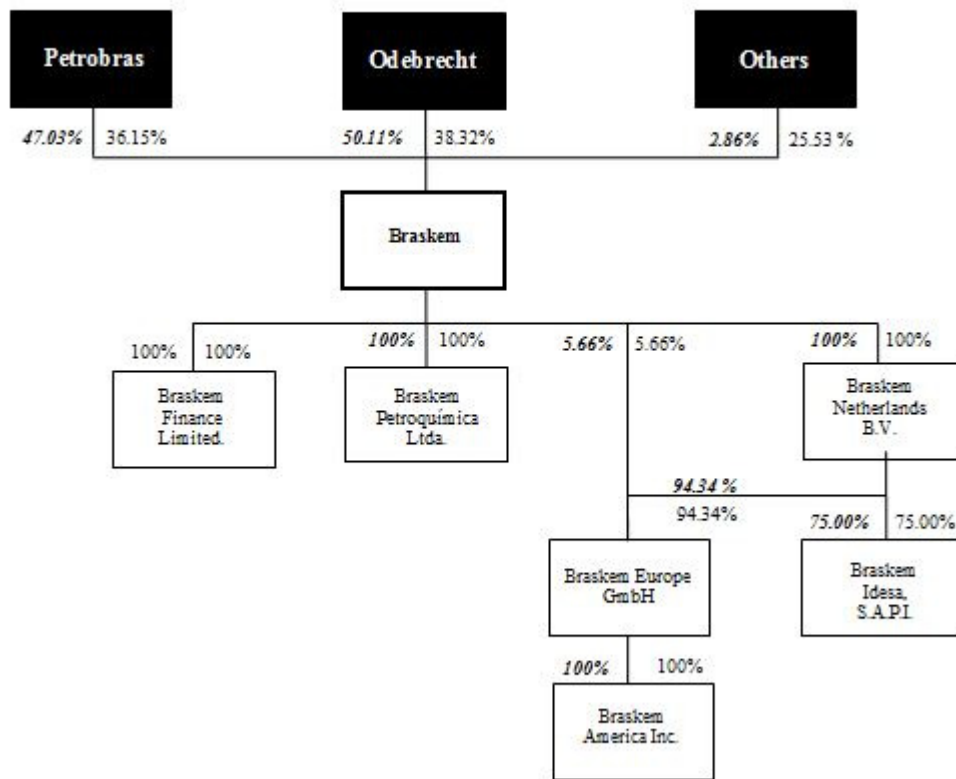 Petrobras
Odebrecht
Others
47.03% 36.15%
50.11% 38.32%
2.86% 25.53 %
Braskem
100% 100%
100% 100%
5.66% 5.66%
100% 100%
Braskem
Finance
Limited.
Braskem
Petroquímica
Ltda.
Braskem
Netherlands
B.V.
94.34 %
94.34%
75.00% 75.00%
Braskem Europe
GmbH
Braskem
Idesa,
S.A.P.I.
100% 100%
Braskem
America Inc.